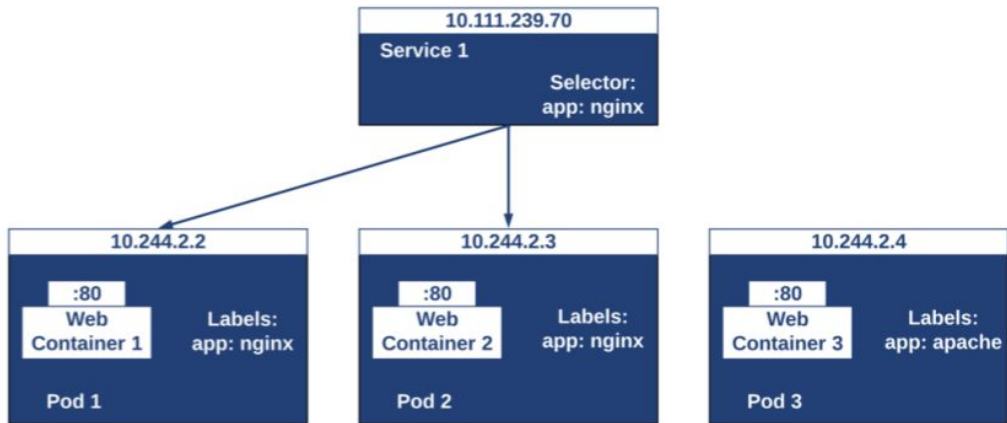 10.111.239.70
Service 1
Selector:
app: nginx
10.244.2.2
:80
Web
Container 1
Labels:
app: nginx
Pod 1
10.244.2.3
:80
Web
Container 2
Labels:
app: nginx
Pod 2
10.244.2.4
:80
Web
Container 3
Labels:
app: apache
Pod 3